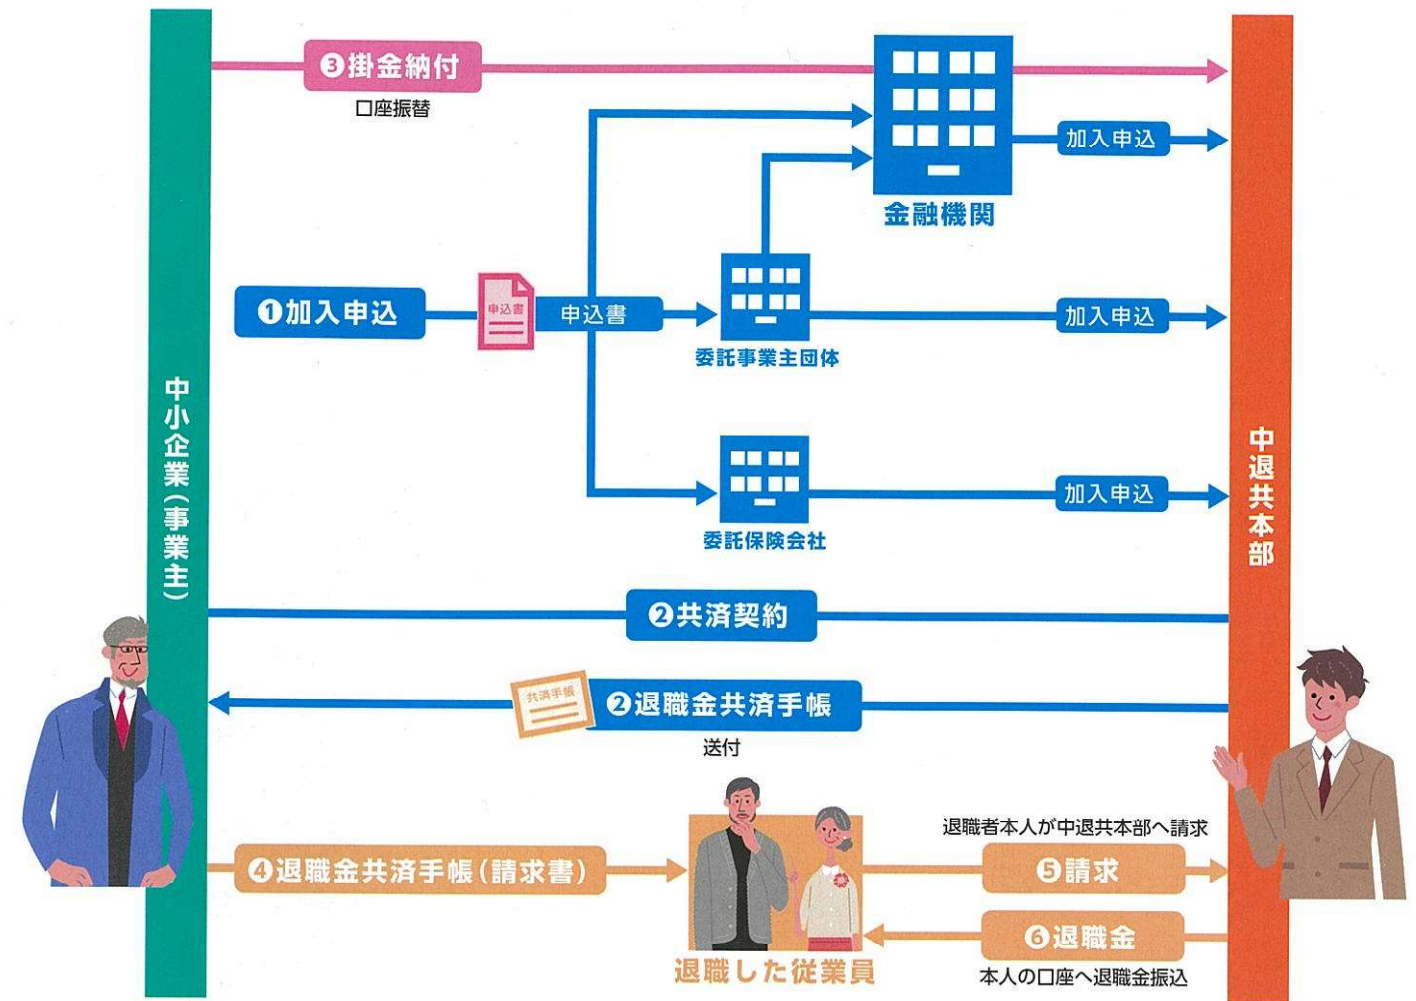 ❸掛金納付
口座振替
加入申込
金融機関
❶加入申込
申込書
申込書
加入申込
委託事業主団体
中小企業(事業主)
中退共本部
加入申込
委託保険会社
❷共済契約
共済手帳
❷退職金共済手帳
送付
退職者本人が中退共本部へ請求
❹退職金共済手帳(請求書)
❺請求
❻退職金
退職した従業員
本人の口座へ退職金振込